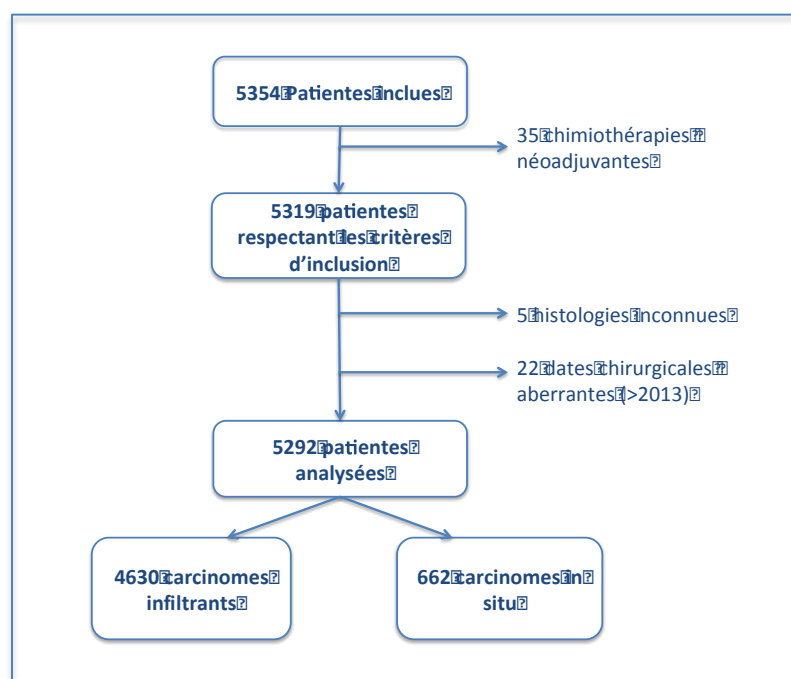 5354 Patientes inclues
35 chimiothérapies
néoadjuvantes
5319 patientes
respectant les critères
d'inclusion
5 histologies inconnues
22 dates chirurgicales
aberrantes (>2013)
5292 patientes
analysées
4630 carcinomes
infiltrants
662 carcinomes in
situ